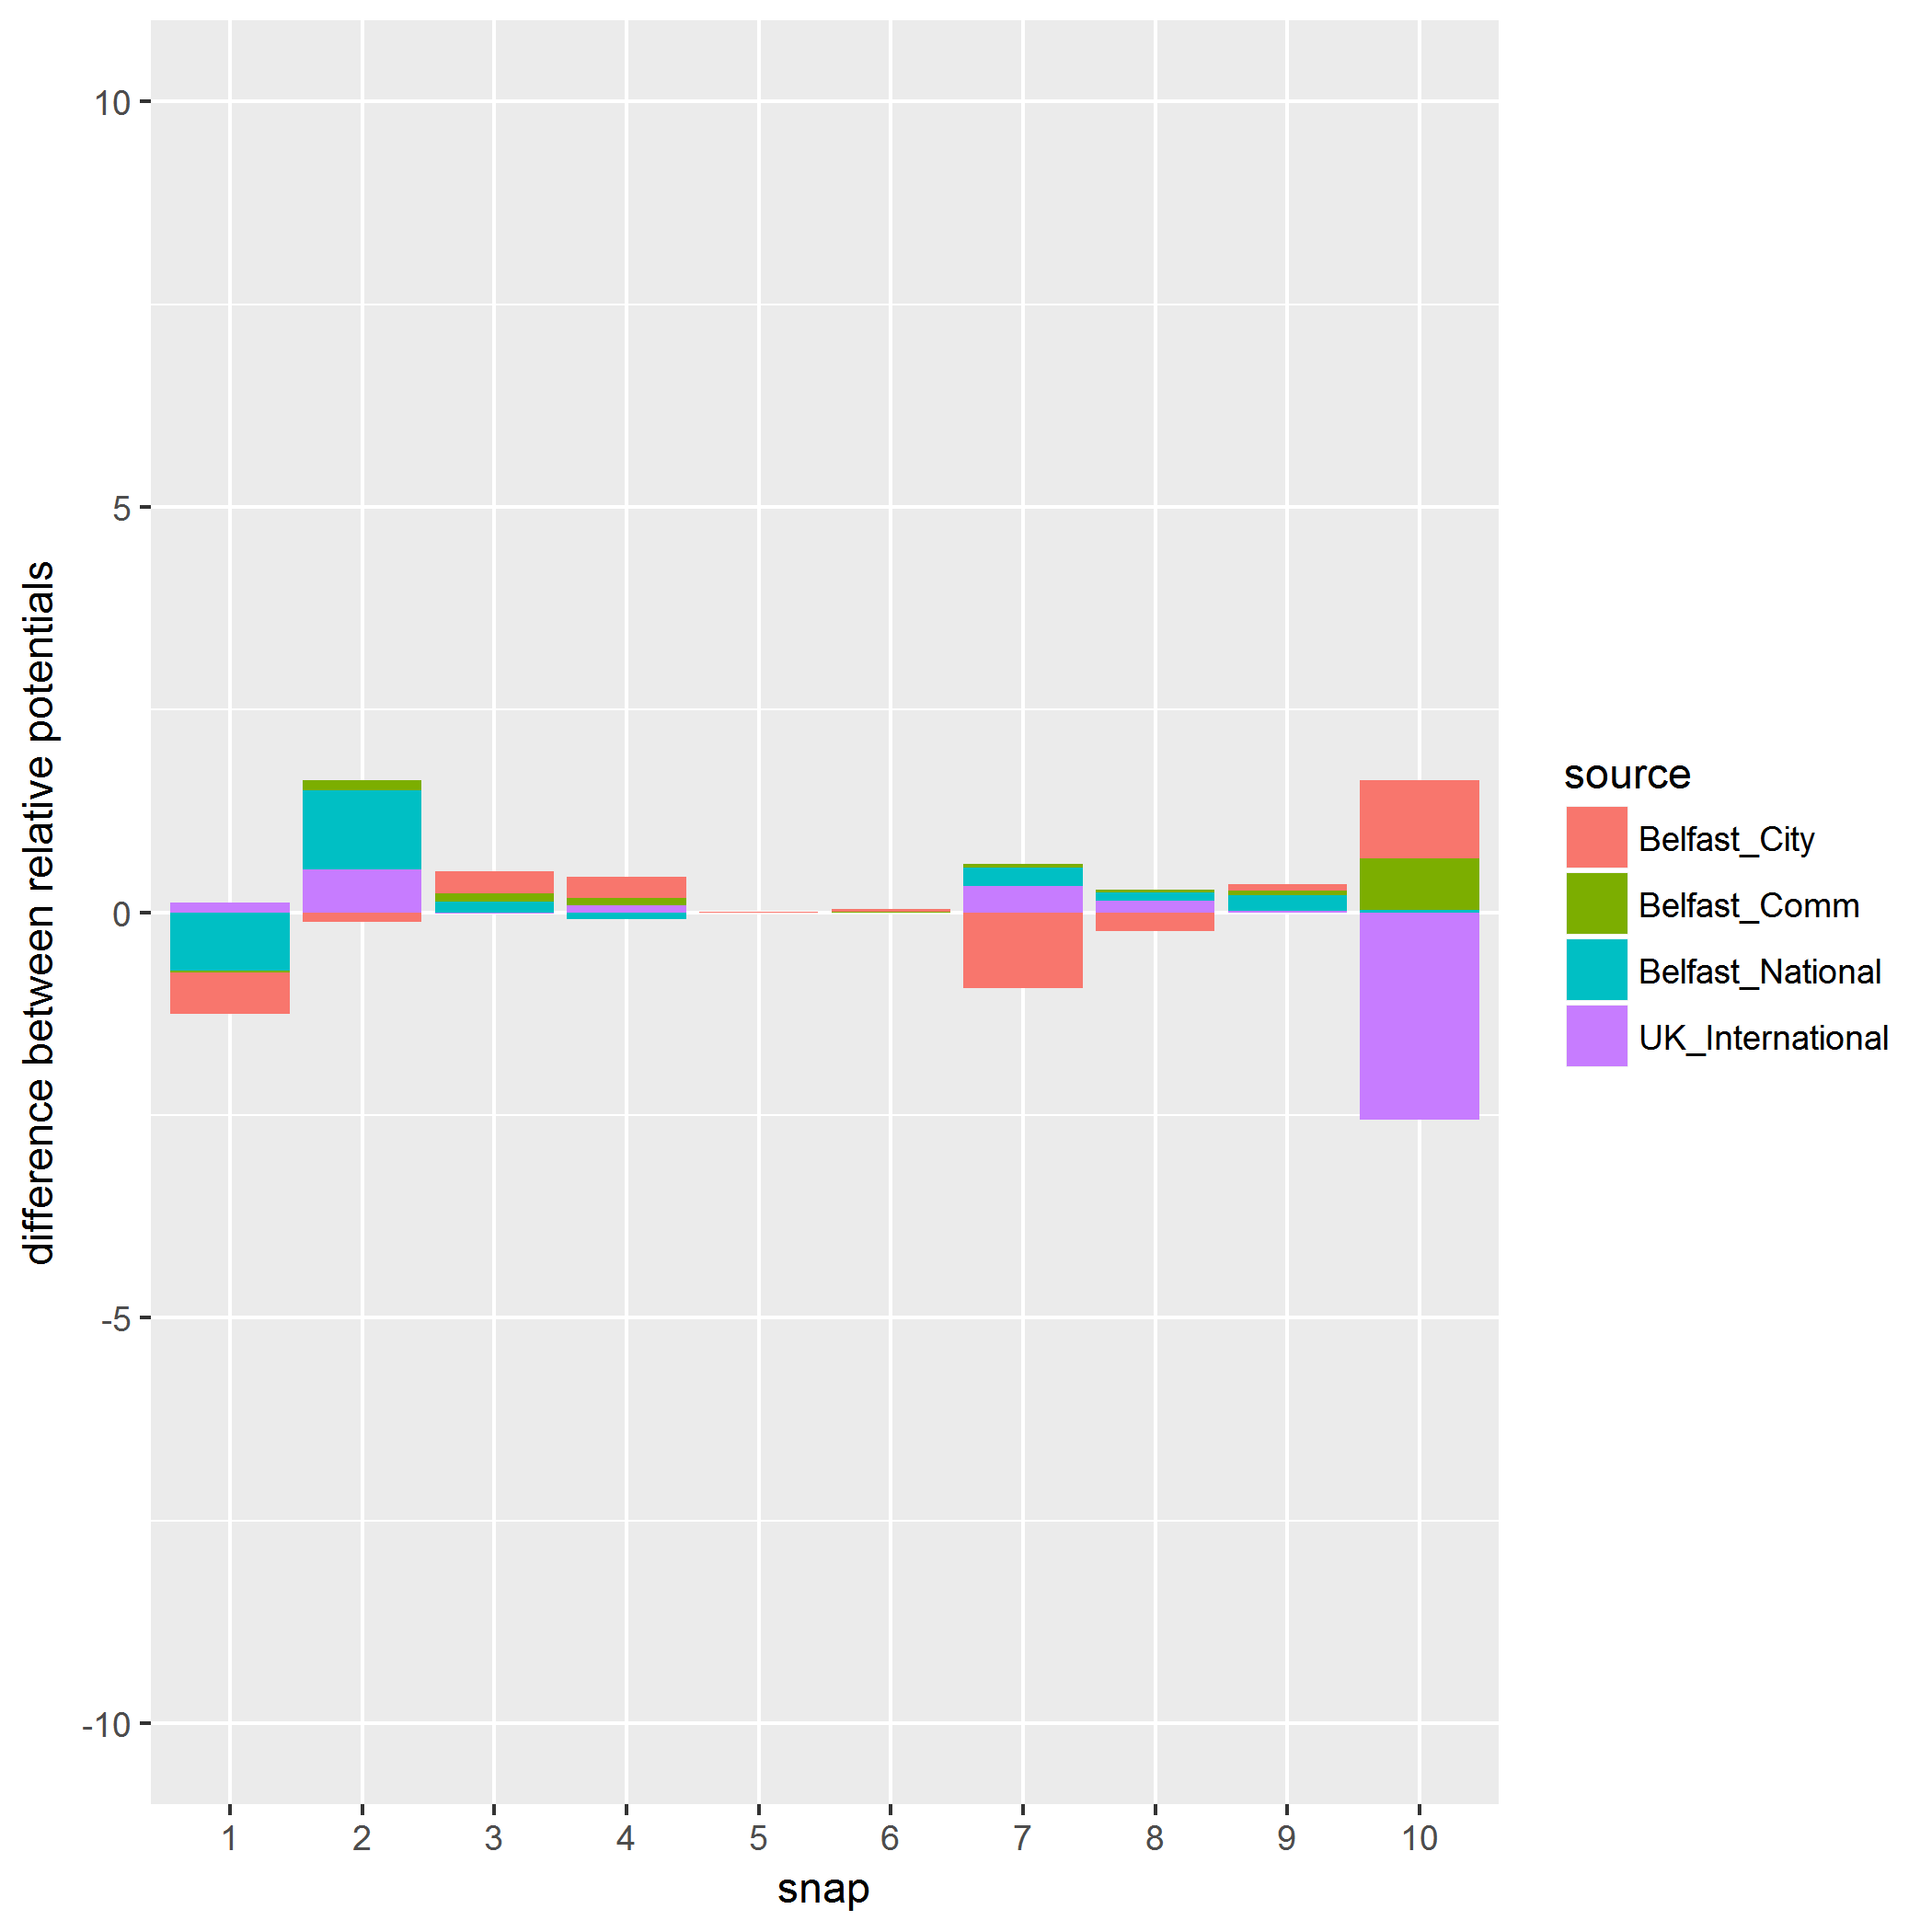 difference between relative potentials
10
5
0
-5
-10
1 2 3 4 5 6 7 8 9 10
snap
source
Belfast_City
Belfast_Comm
Belfast_National
UK_International